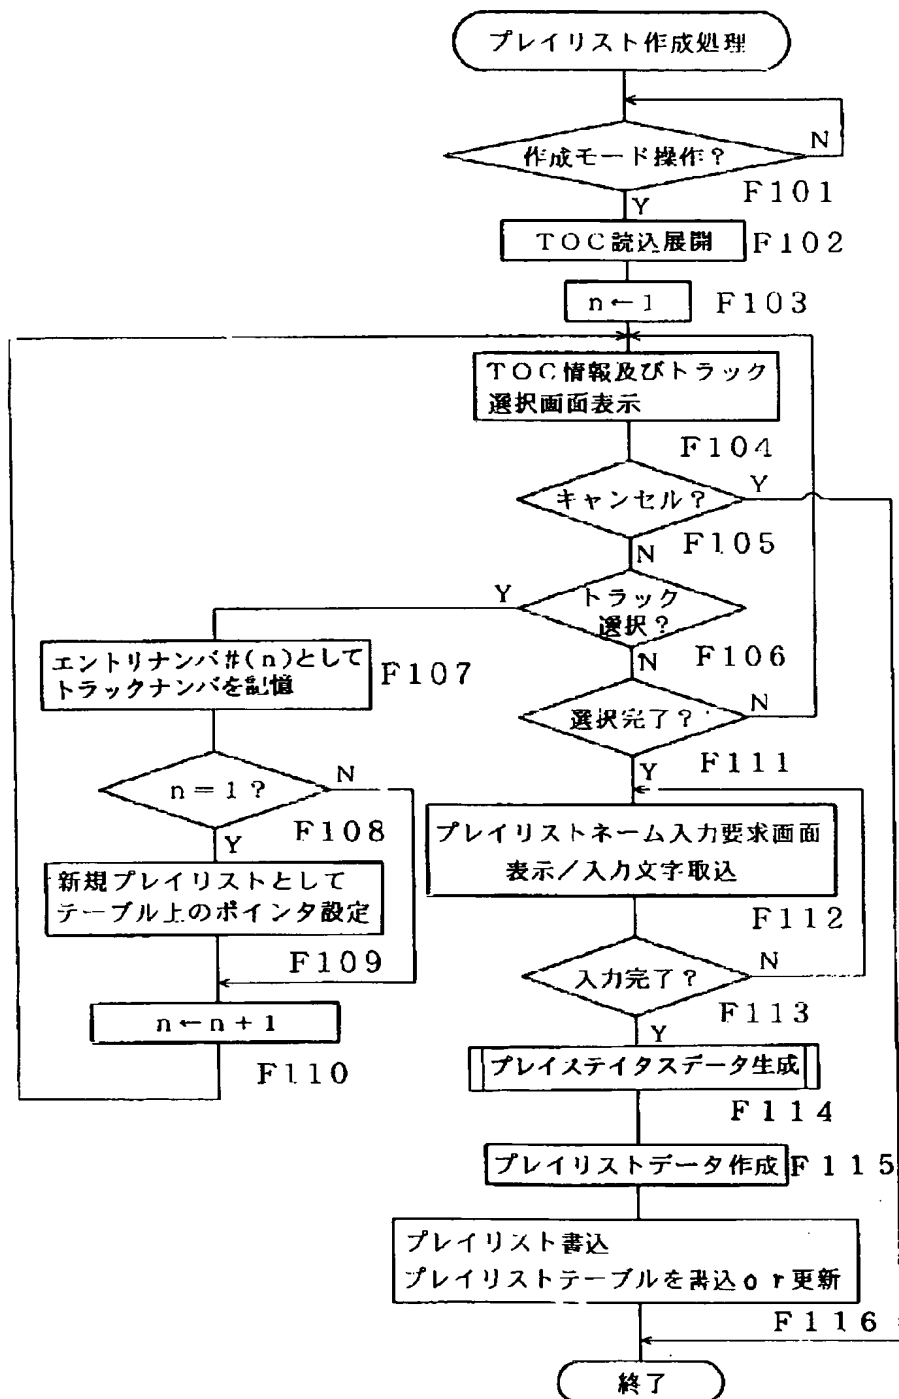 プレイリスト作成処理
N
作成モード操作？
F101
Y
TOC読込展開
F102
n←1
F103
TOC情報及びトラック
選択画面表示
F104
キャンセル？
Y
F105
N
Y
トラック
選択？
F106
エントリナンバ#(n)として
トラックナンバを記憶
F107
N
選択完了？
N
F111
Y
n＝1？
N
F108
Y
プレイリストネーム入力要求画面
表示／入力文字取込
F112
新規プレイリストとして
テーブル上のポインタ設定
F109
入力完了？
N
F113
Y
n←n+1
F110
プレイステイタスデータ生成
F114
プレイリストデータ作成
F115
プレイリスト書込
プレイリストテーブルを書込or更新
F116
終了